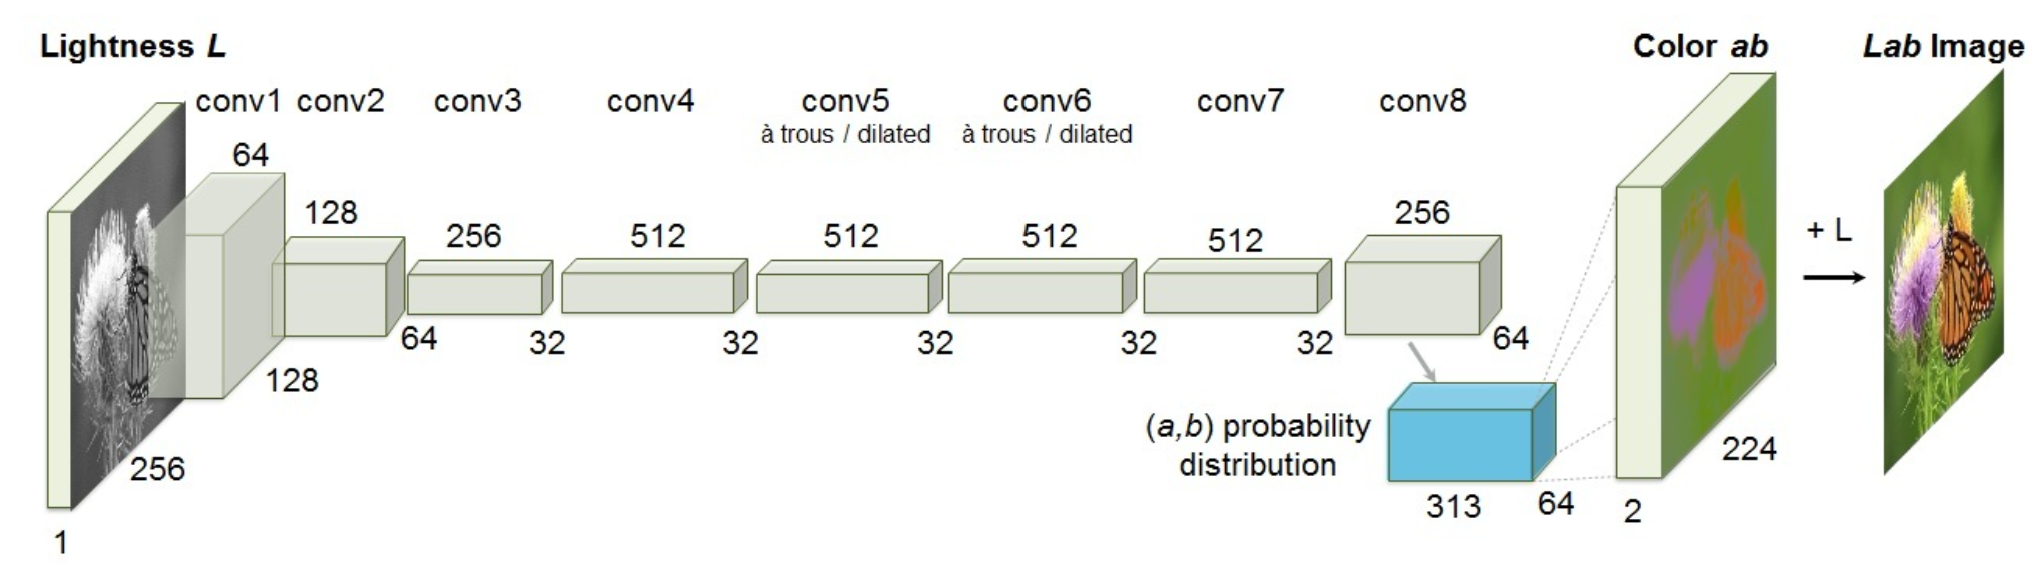 Lightness L
Color ab
Lab Image
conv1
conv2
conv3
conv4
conv5
à trous / dilated
conv6
à trous / dilated
conv7
conv8
64
128
256
512
512
512
512
256
+ L
128
64
32
32
32
32
32
64
(a,b) probability
distribution
256
224
313
64
2
1